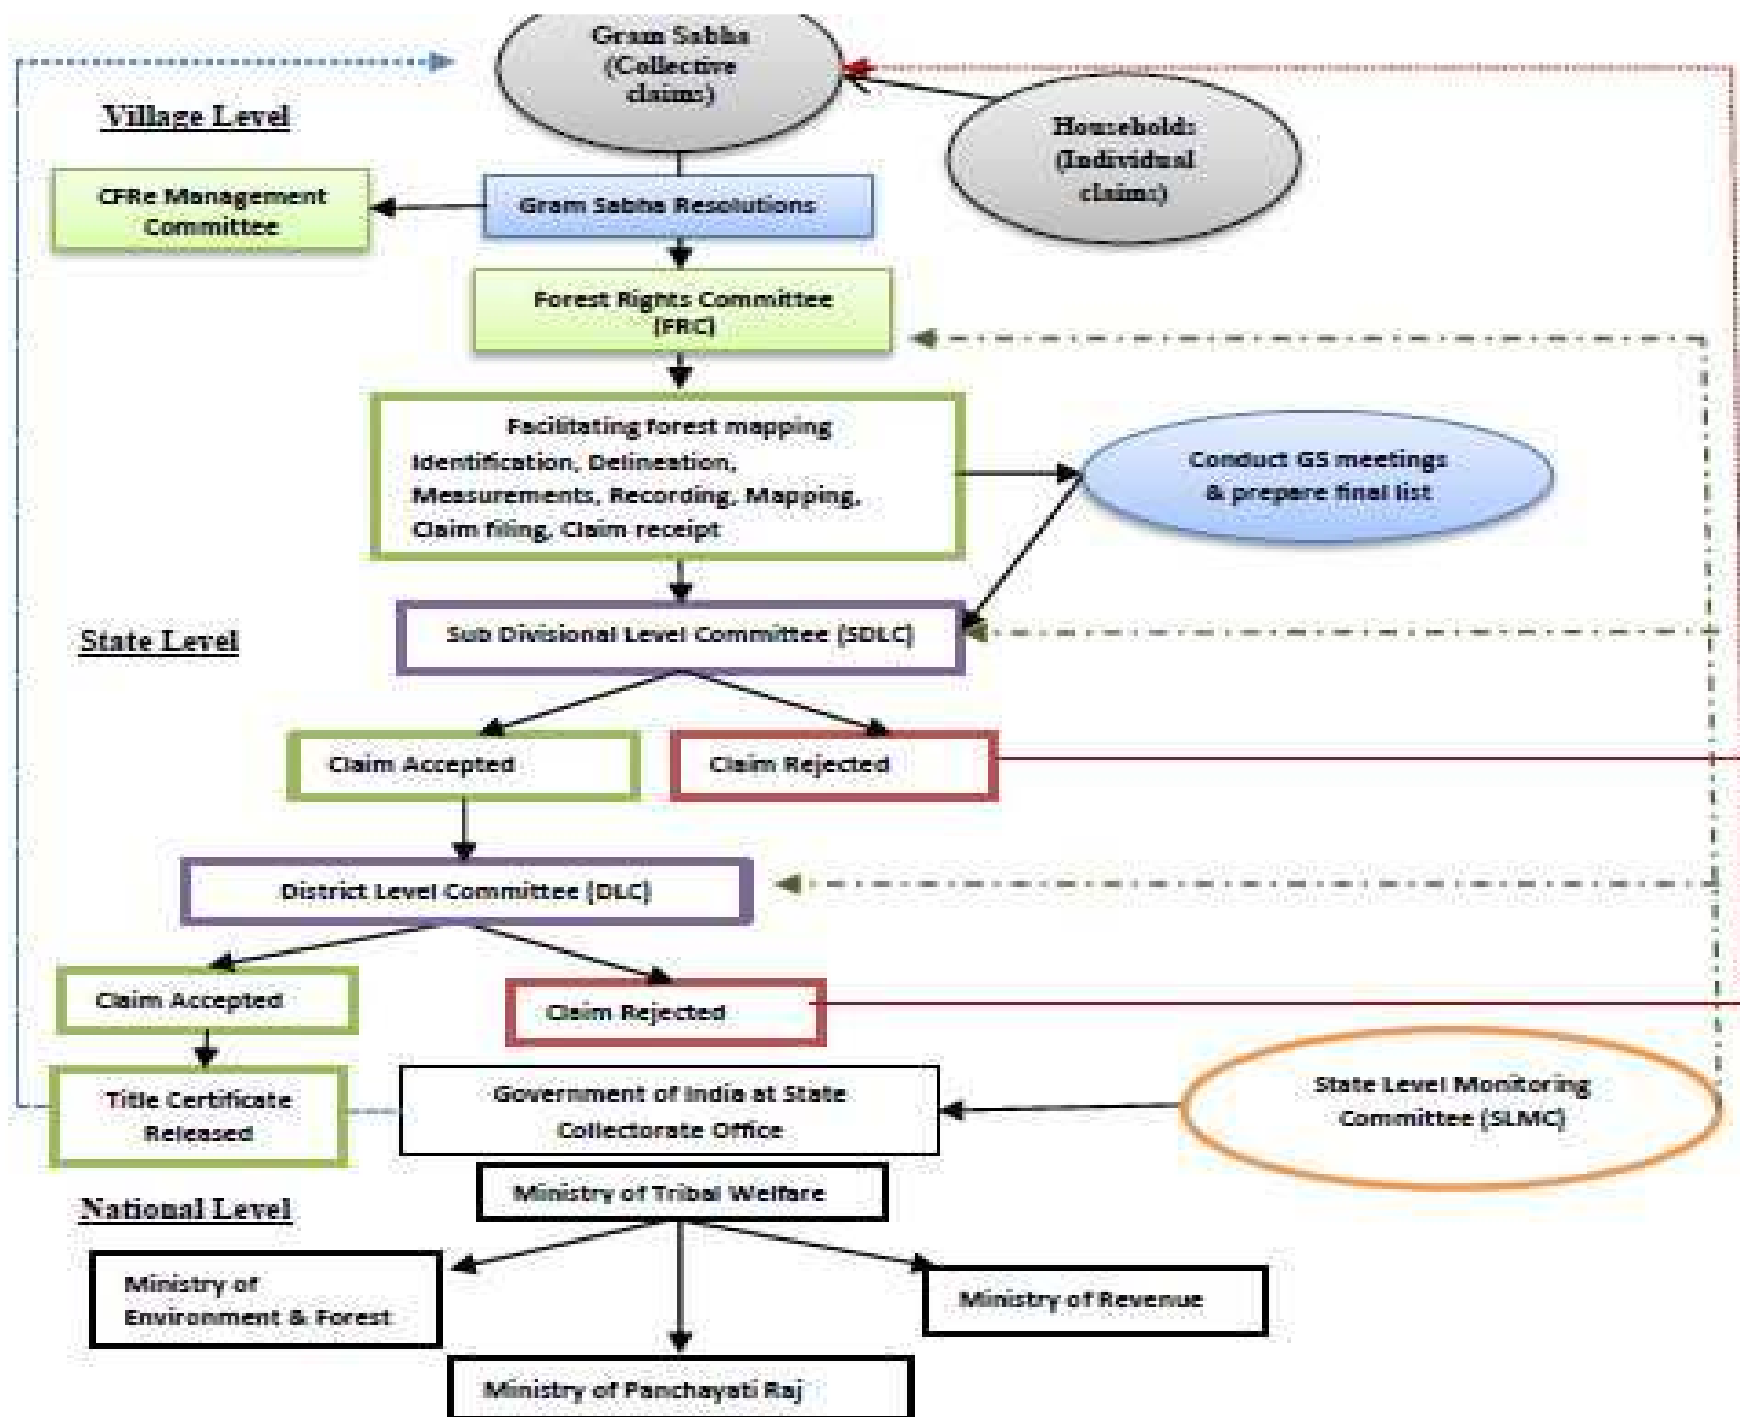 Gram Sabha
(Collective
claims)
Village Level
Households
(Individual
claims)
CFRe Management
Committee
Gram Sabha Resolutions
Forest Rights Committee
(FRC)
Facilitating forest mapping
Identification, Delineation,
Measurements, Recording, Mapping,
Claim filing, Claim receipt
Conduct GS meetings
& prepare final list
State Level
Sub Divisional Level Committee (SDLC)
Claim Accepted
Claim Rejected
District Level Committee (DLC)
Claim Accepted
Claim Rejected
Title Certificate
Released
Government of India at State
Collectorate Office
State Level Monitoring
Committee (SLMC)
National Level
Ministry of Tribal Welfare
Ministry of
Environment & Forest
Ministry of Revenue
Ministry of Panchayati Raj